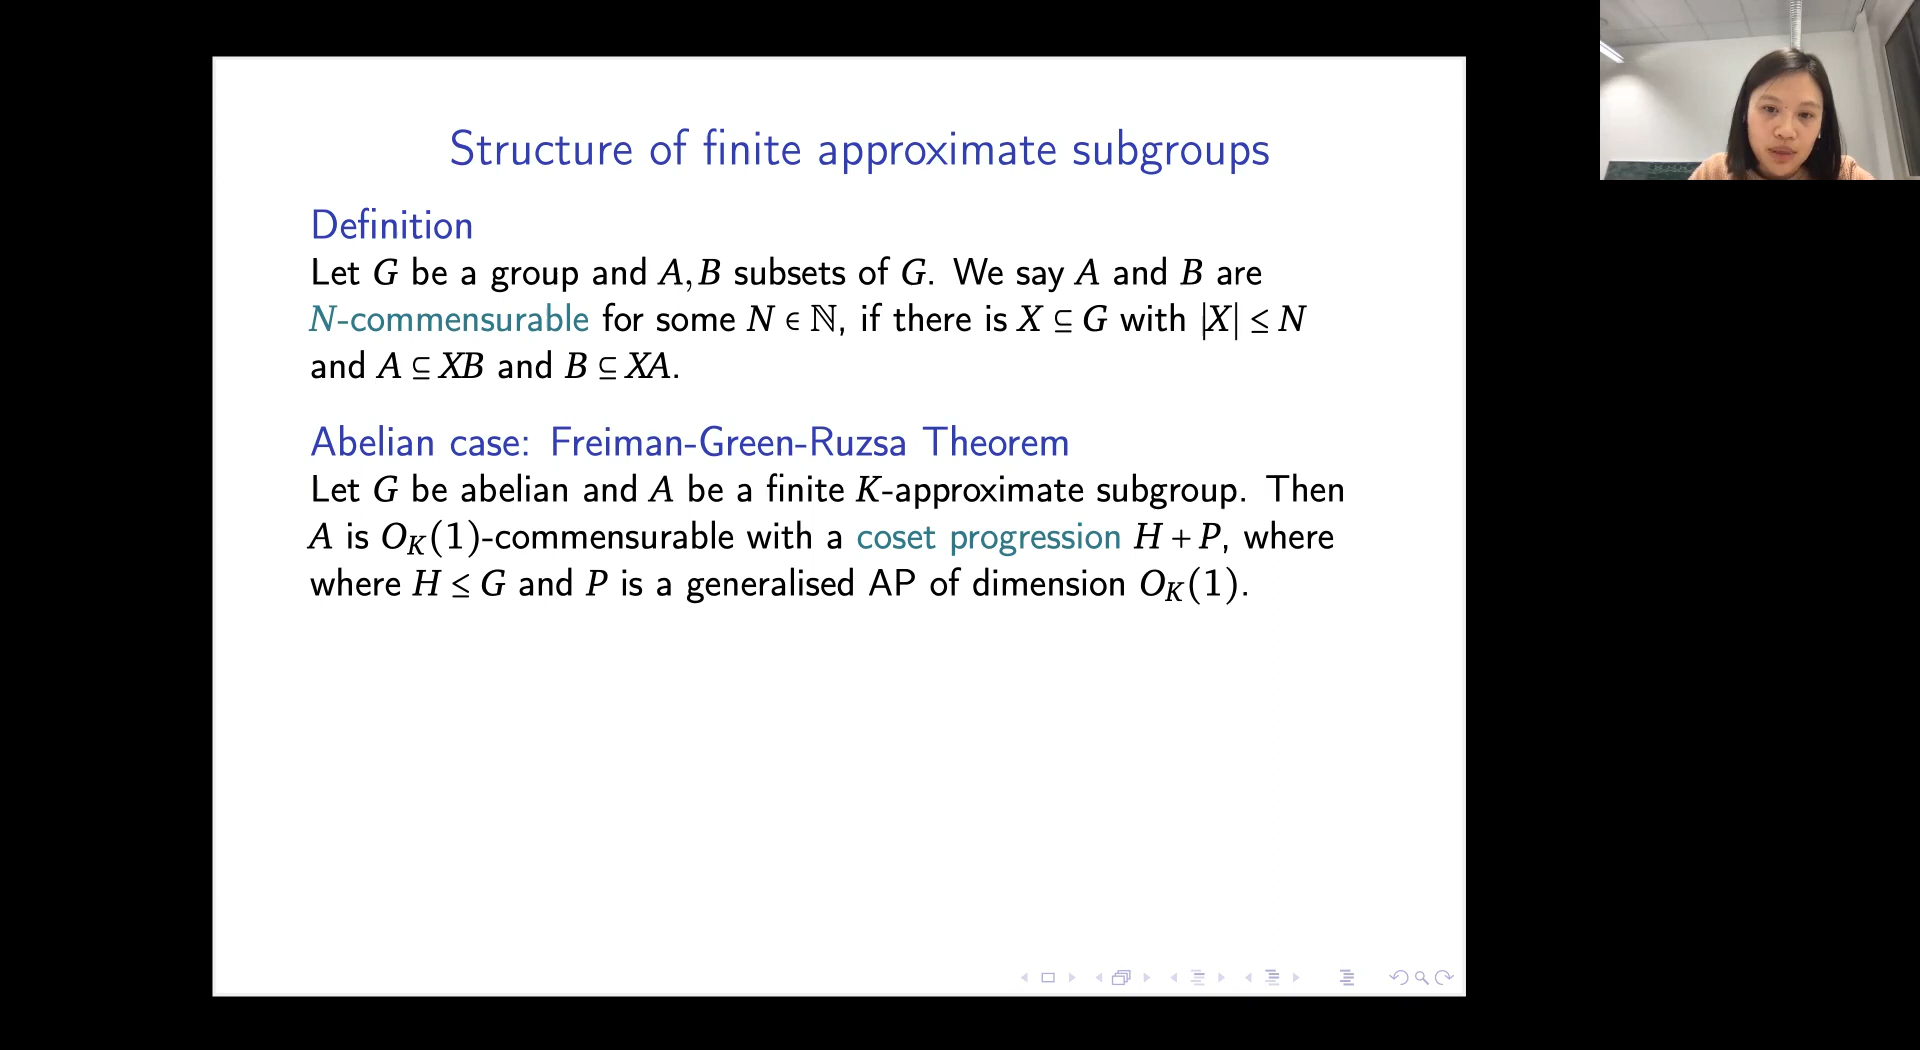 Structure of finite approximate subgroups
Definition
Let G be a group and A, B subsets of G. We say A and B are
N-commensurable for some N ∈ ℕ, if there is X ⊆ G with |X| ≤ N
and A ⊆ XB and B ⊆ XA.
Abelian case: Freiman-Green-Ruzsa Theorem
Let G be abelian and A be a finite K-approximate subgroup. Then
A is O_K(1)-commensurable with a coset progression H + P, where
where H ≤ G and P is a generalised AP of dimension O_K(1).